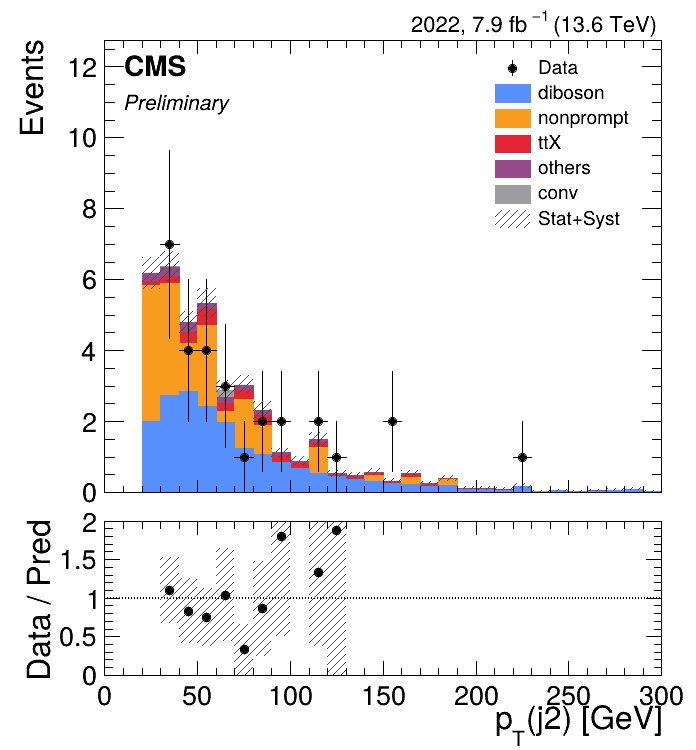 2022, 7.9 fb⁻¹ (13.6 TeV)
Events
12
10
8
6
4
2
0
CMS
Preliminary
Data
diboson
nonprompt
ttX
others
conv
Stat+Syst
Data / Pred
2
1.5
1
0.5
0
0 50 100 150 200 250 300
p_T(j2) [GeV]